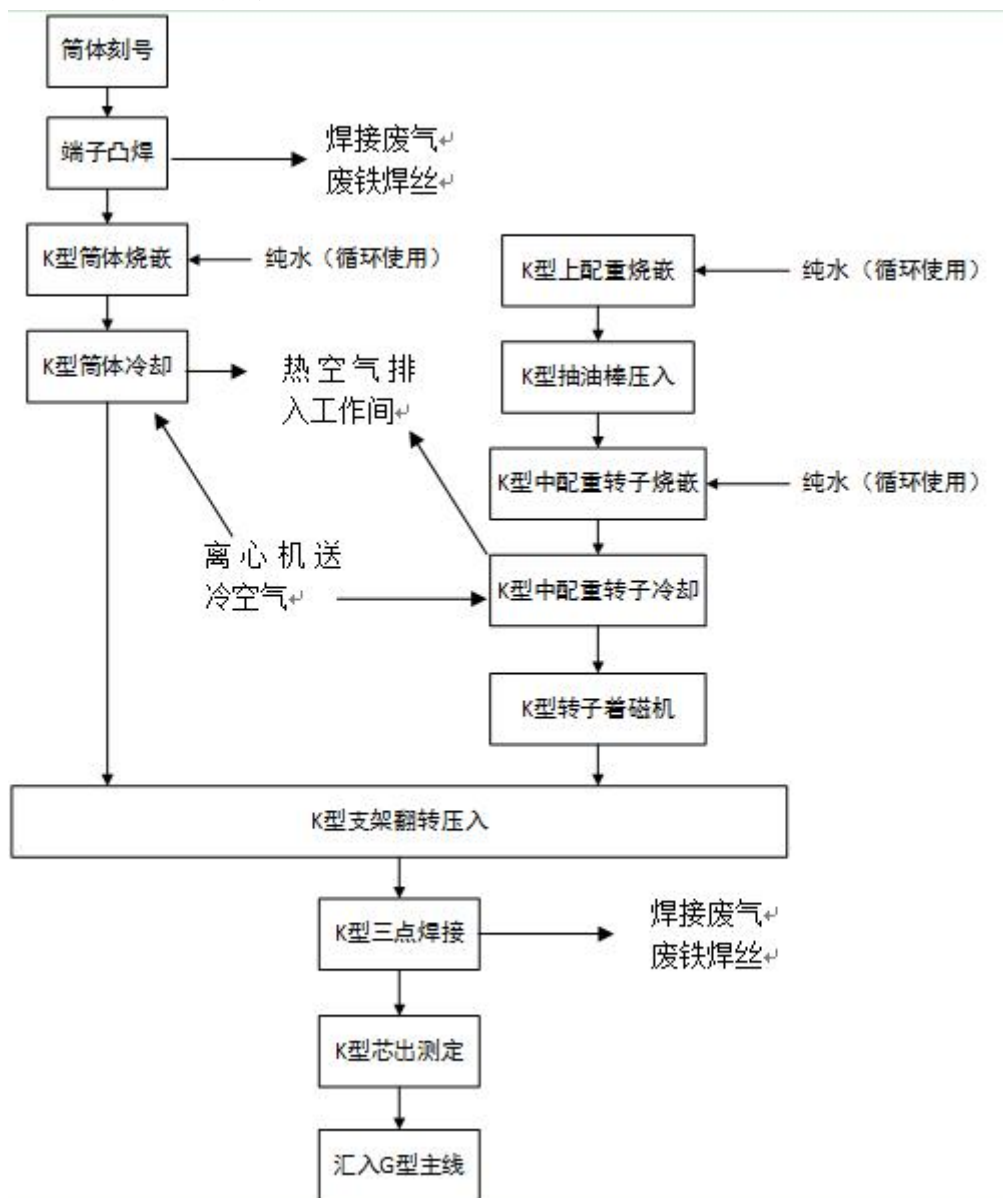 筒体刻号
端子凸焊
焊接废气
废铁焊丝
K型筒体烧嵌
纯水（循环使用）
K型上配重烧嵌
纯水（循环使用）
K型筒体冷却
热空气排
入工作间
K型抽油棒压入
K型中配重转子烧嵌
纯水（循环使用）
离心机送
冷空气
K型中配重转子冷却
K型转子着磁机
K型支架翻转压入
K型三点焊接
焊接废气
废铁焊丝
K型芯出测定
汇入G型主线